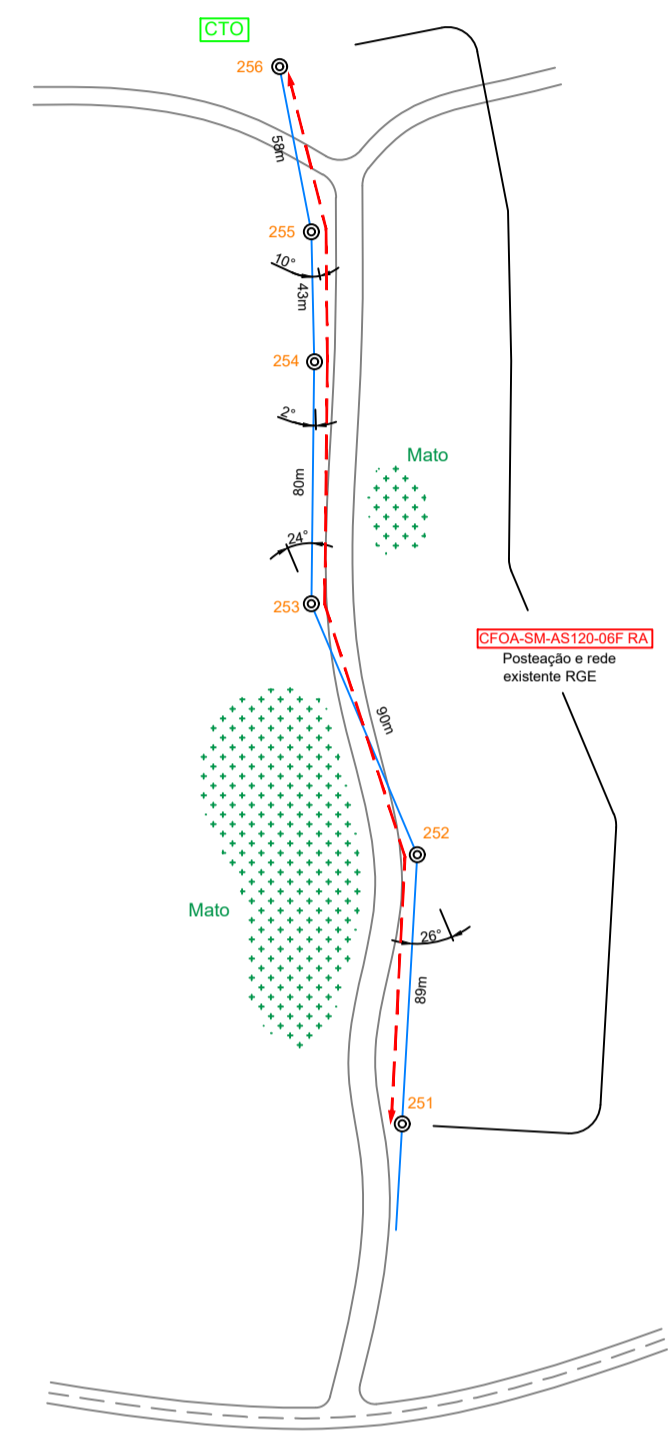 CTO
256
58m
255
10°
43m
254
2°
Mato
80m
24°
253
CFOA-SM-AS120-06F RA
Posteação e rede
existente RGE
90m
252
Mato
26°
89m
251